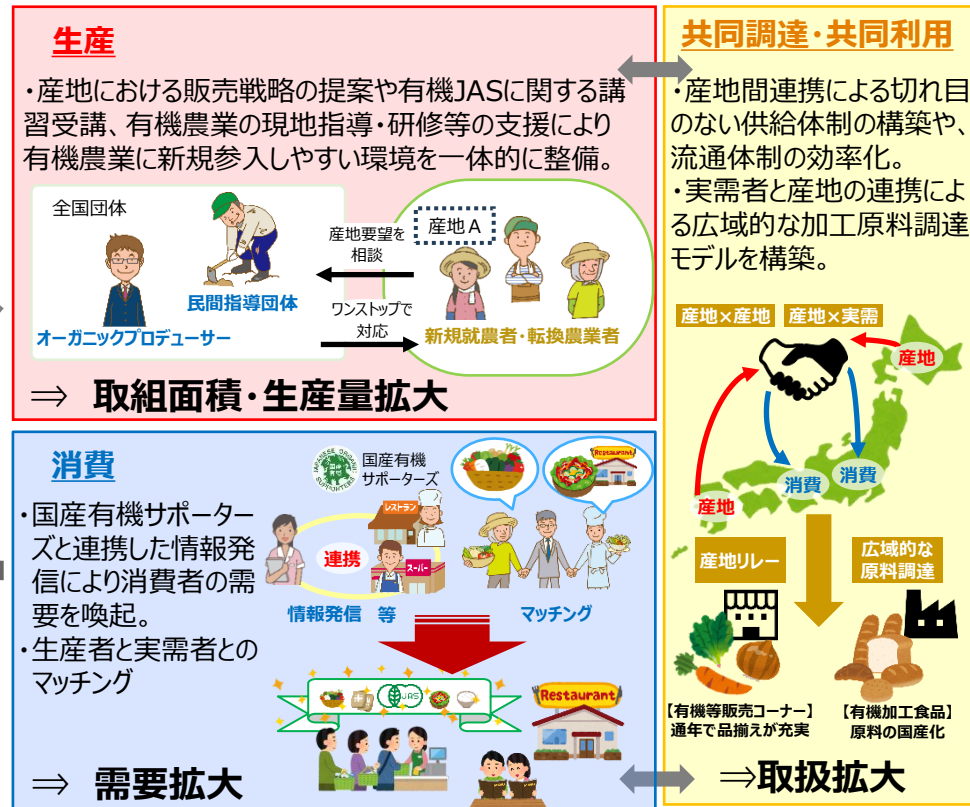 生産
・産地における販売戦略の提案や有機JASに関する講
習受講、有機農業の現地指導・研修等の支援により
有機農業に新規参入しやすい環境を一体的に整備。
全国団体
民間指導団体
オーガニックプロデューサー
産地要望を
相談
ワンストップで
対応
産地A
新規就農者・転換農業者
⇒ 取組面積・生産量拡大
消費
・国産有機サポーター
ズと連携した情報発
信により消費者の需
要を喚起。
・生産者と実需者との
マッチング
JAPANESE ORGANIC
SUPPORTERS
国産有機
サポーターズ
レストラン
連携
スーパー
情報発信 等
Restaurant
マッチング
JAS
Restaurant
⇒ 需要拡大
共同調達・共同利用
・産地間連携による切れ目
のない供給体制の構築や、
流通体制の効率化。
・実需者と産地の連携によ
る広域的な加工原料調達
モデルを構築。
産地×産地
産地×実需
産地
消費
消費
産地
産地リレー
広域的な
原料調達
【有機等販売コーナー】
通年で品揃えが充実
【有機加工食品】
原料の国産化
⇒取扱拡大